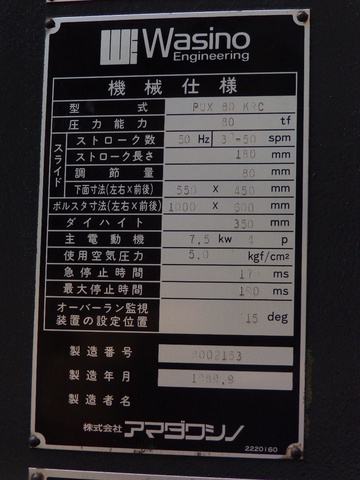 Wasino
Engineering
機械仕様
型式 PUX 80 KRC
圧力能力 80 tf
スライド
ストローク数 50 Hz spm
ストローク長さ 180 mm
調節量 80 mm
下面寸法(左右×前後) 550 × 450 mm
ボルスタ寸法(左右×前後) 1000 × 600 mm
ダイハイト 350 mm
主電動機 7.5 kw 4 p
使用空気圧力 5.0 kgf/cm²
急停止時間 ms
最大停止時間 ms
オーバーラン監視
装置の設定位置 15 deg
製造番号
製造年月
製造者名
株式会社 アマダワシノ
2220160